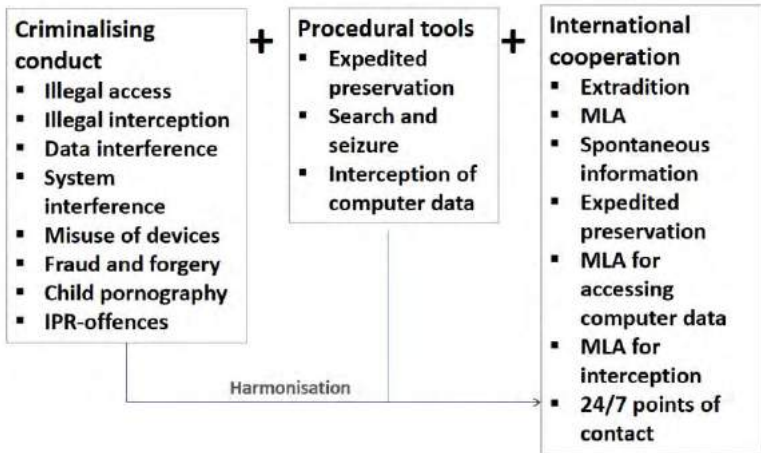 Criminalising
conduct
▪ Illegal access
▪ Illegal interception
▪ Data interference
▪ System
interference
▪ Misuse of devices
▪ Fraud and forgery
▪ Child pornography
▪ IPR-offences
+
Procedural tools
▪ Expedited
preservation
▪ Search and
seizure
▪ Interception of
computer data
+
International
cooperation
▪ Extradition
▪ MLA
▪ Spontaneous
information
▪ Expedited
preservation
▪ MLA for
accessing
computer data
▪ MLA for
interception
▪ 24/7 points of
contact
Harmonisation